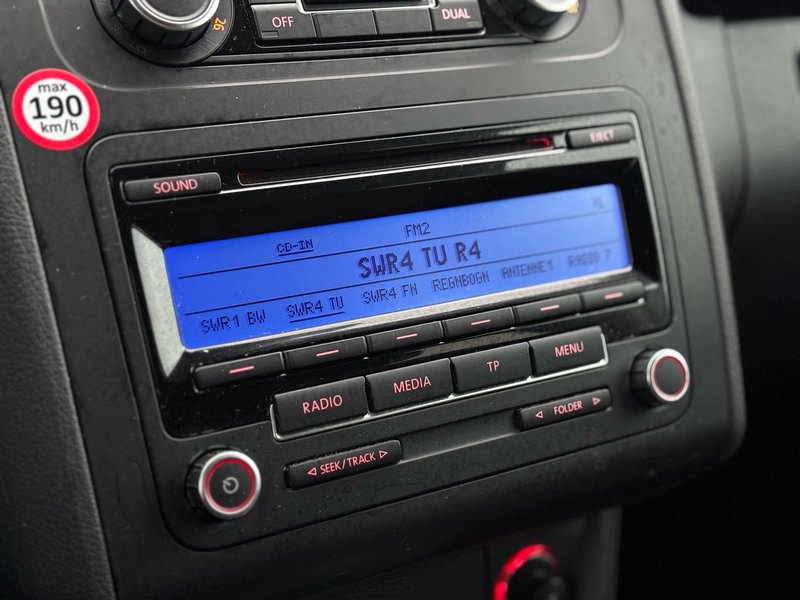 26
OFF
DUAL
max
190
km/h
EJECT
SOUND
CD-IN FM2
SWR4 TU R4
SWR1 BW SWR4 TU SWR4 FN REGNBOGN ANTENNE1 RADIO 7
RADIO MEDIA TP MENU
SEEK/TRACK FOLDER